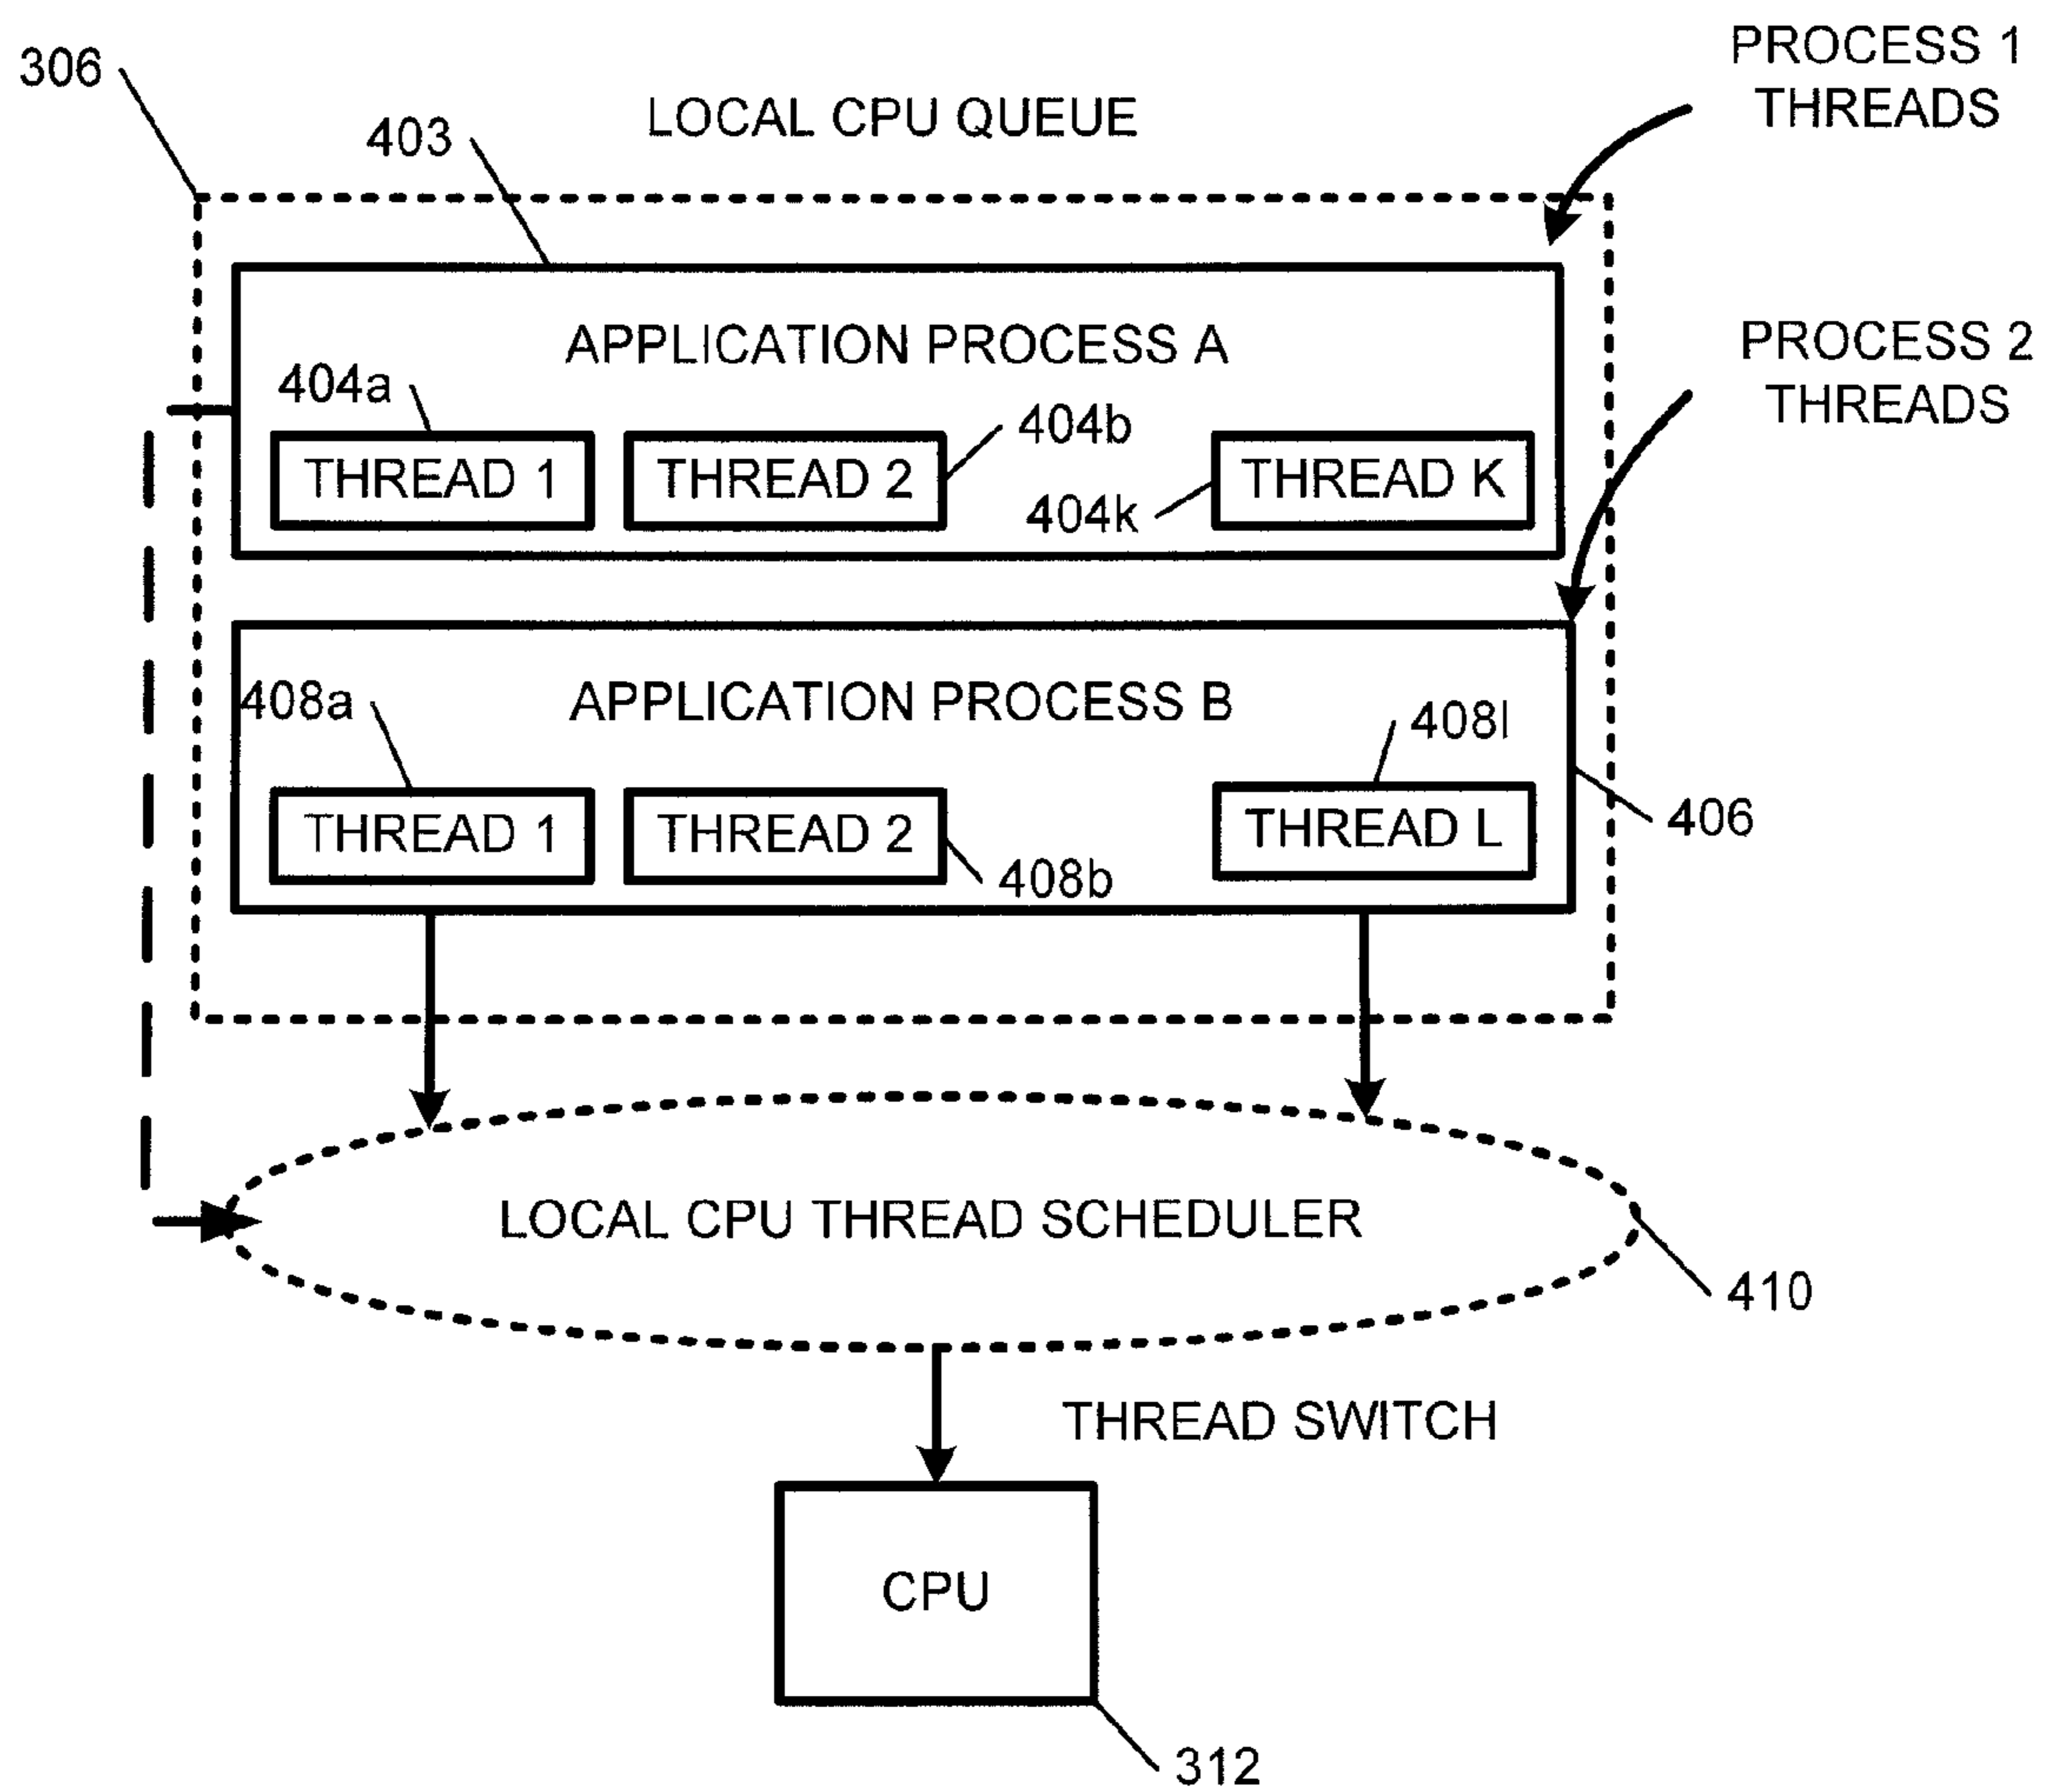 PROCESS 1
THREADS
306
LOCAL CPU QUEUE
403
APPLICATION PROCESS A
PROCESS 2
THREADS
404a
404b
THREAD 1
THREAD 2
THREAD K
404k
408a
APPLICATION PROCESS B
408l
THREAD 1
THREAD 2
THREAD L
406
408b
LOCAL CPU THREAD SCHEDULER
410
THREAD SWITCH
CPU
312